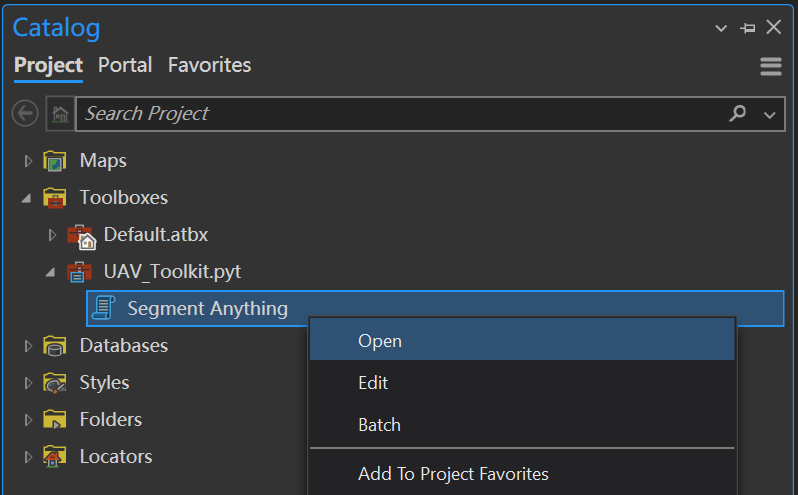 Catalog
Project Portal Favorites
Search Project
Maps
Toolboxes
Default.atbx
UAV_Toolkit.pyt
Segment Anything
Open
Databases
Edit
Styles
Batch
Folders
Locators
Add To Project Favorites